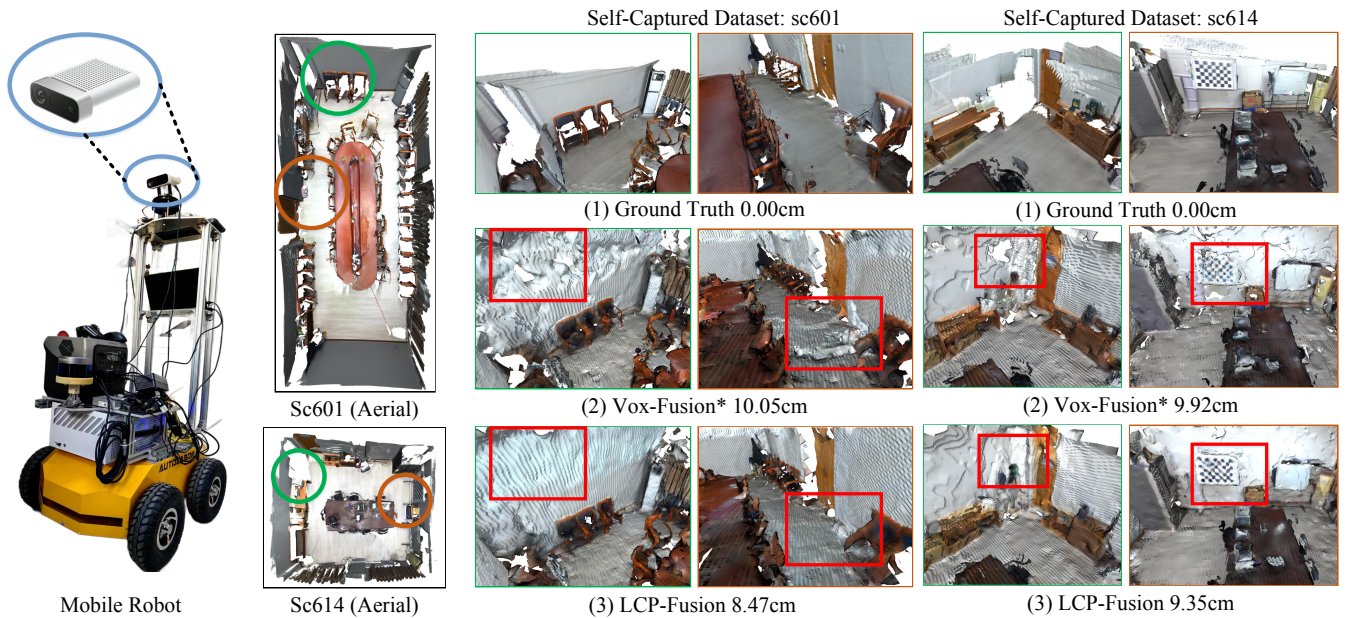 Self-Captured Dataset: sc601
Self-Captured Dataset: sc614
(1) Ground Truth 0.00cm
(1) Ground Truth 0.00cm
(2) Vox-Fusion* 10.05cm
(2) Vox-Fusion* 9.92cm
(3) LCP-Fusion 8.47cm
(3) LCP-Fusion 9.35cm
Sc601 (Aerial)
Sc614 (Aerial)
Mobile Robot